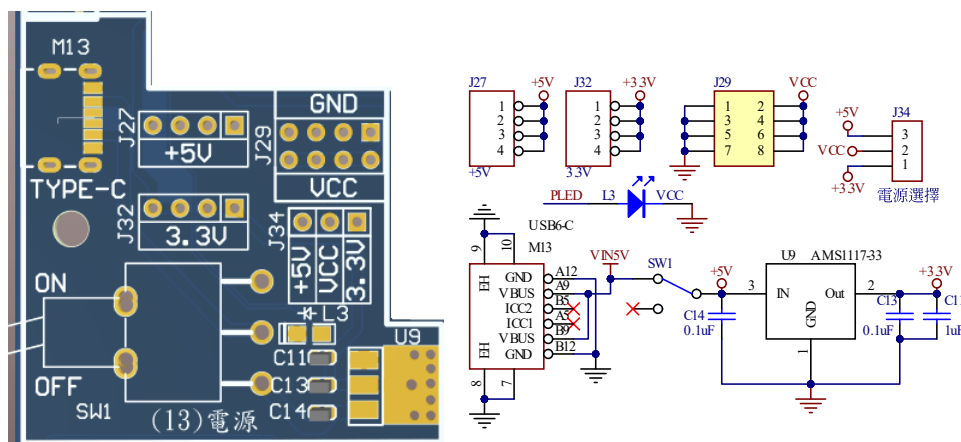 M13
TYPE-C
J27
+5V
J32
3.3V
J29
GND
VCC
J34
+5V
VCC
3.3V
ON
OFF
SW1
L3
C11
C13
C14
U9
(13)電源
J27
+5V
1
2
3
4
+5V
J32
+3.3V
1
2
3
4
3.3V
J29
VCC
1 2
3 4
5 6
7 8
J34
+5V 3
VCC 2
1
+3.3V
電源選擇
PLED L3 VCC
USB6-C
M13
9 10
EH
GND A12
VBUS A9
ICC2 B5
ICC1 A5
VBUS B9
GND B12
EH
8 7
VIN5V
SW1
+5V
C14
0.1uF
U9 AMS1117-33
3 IN Out 2
GND
1
+3.3V
C13
0.1uF
C11
1uF